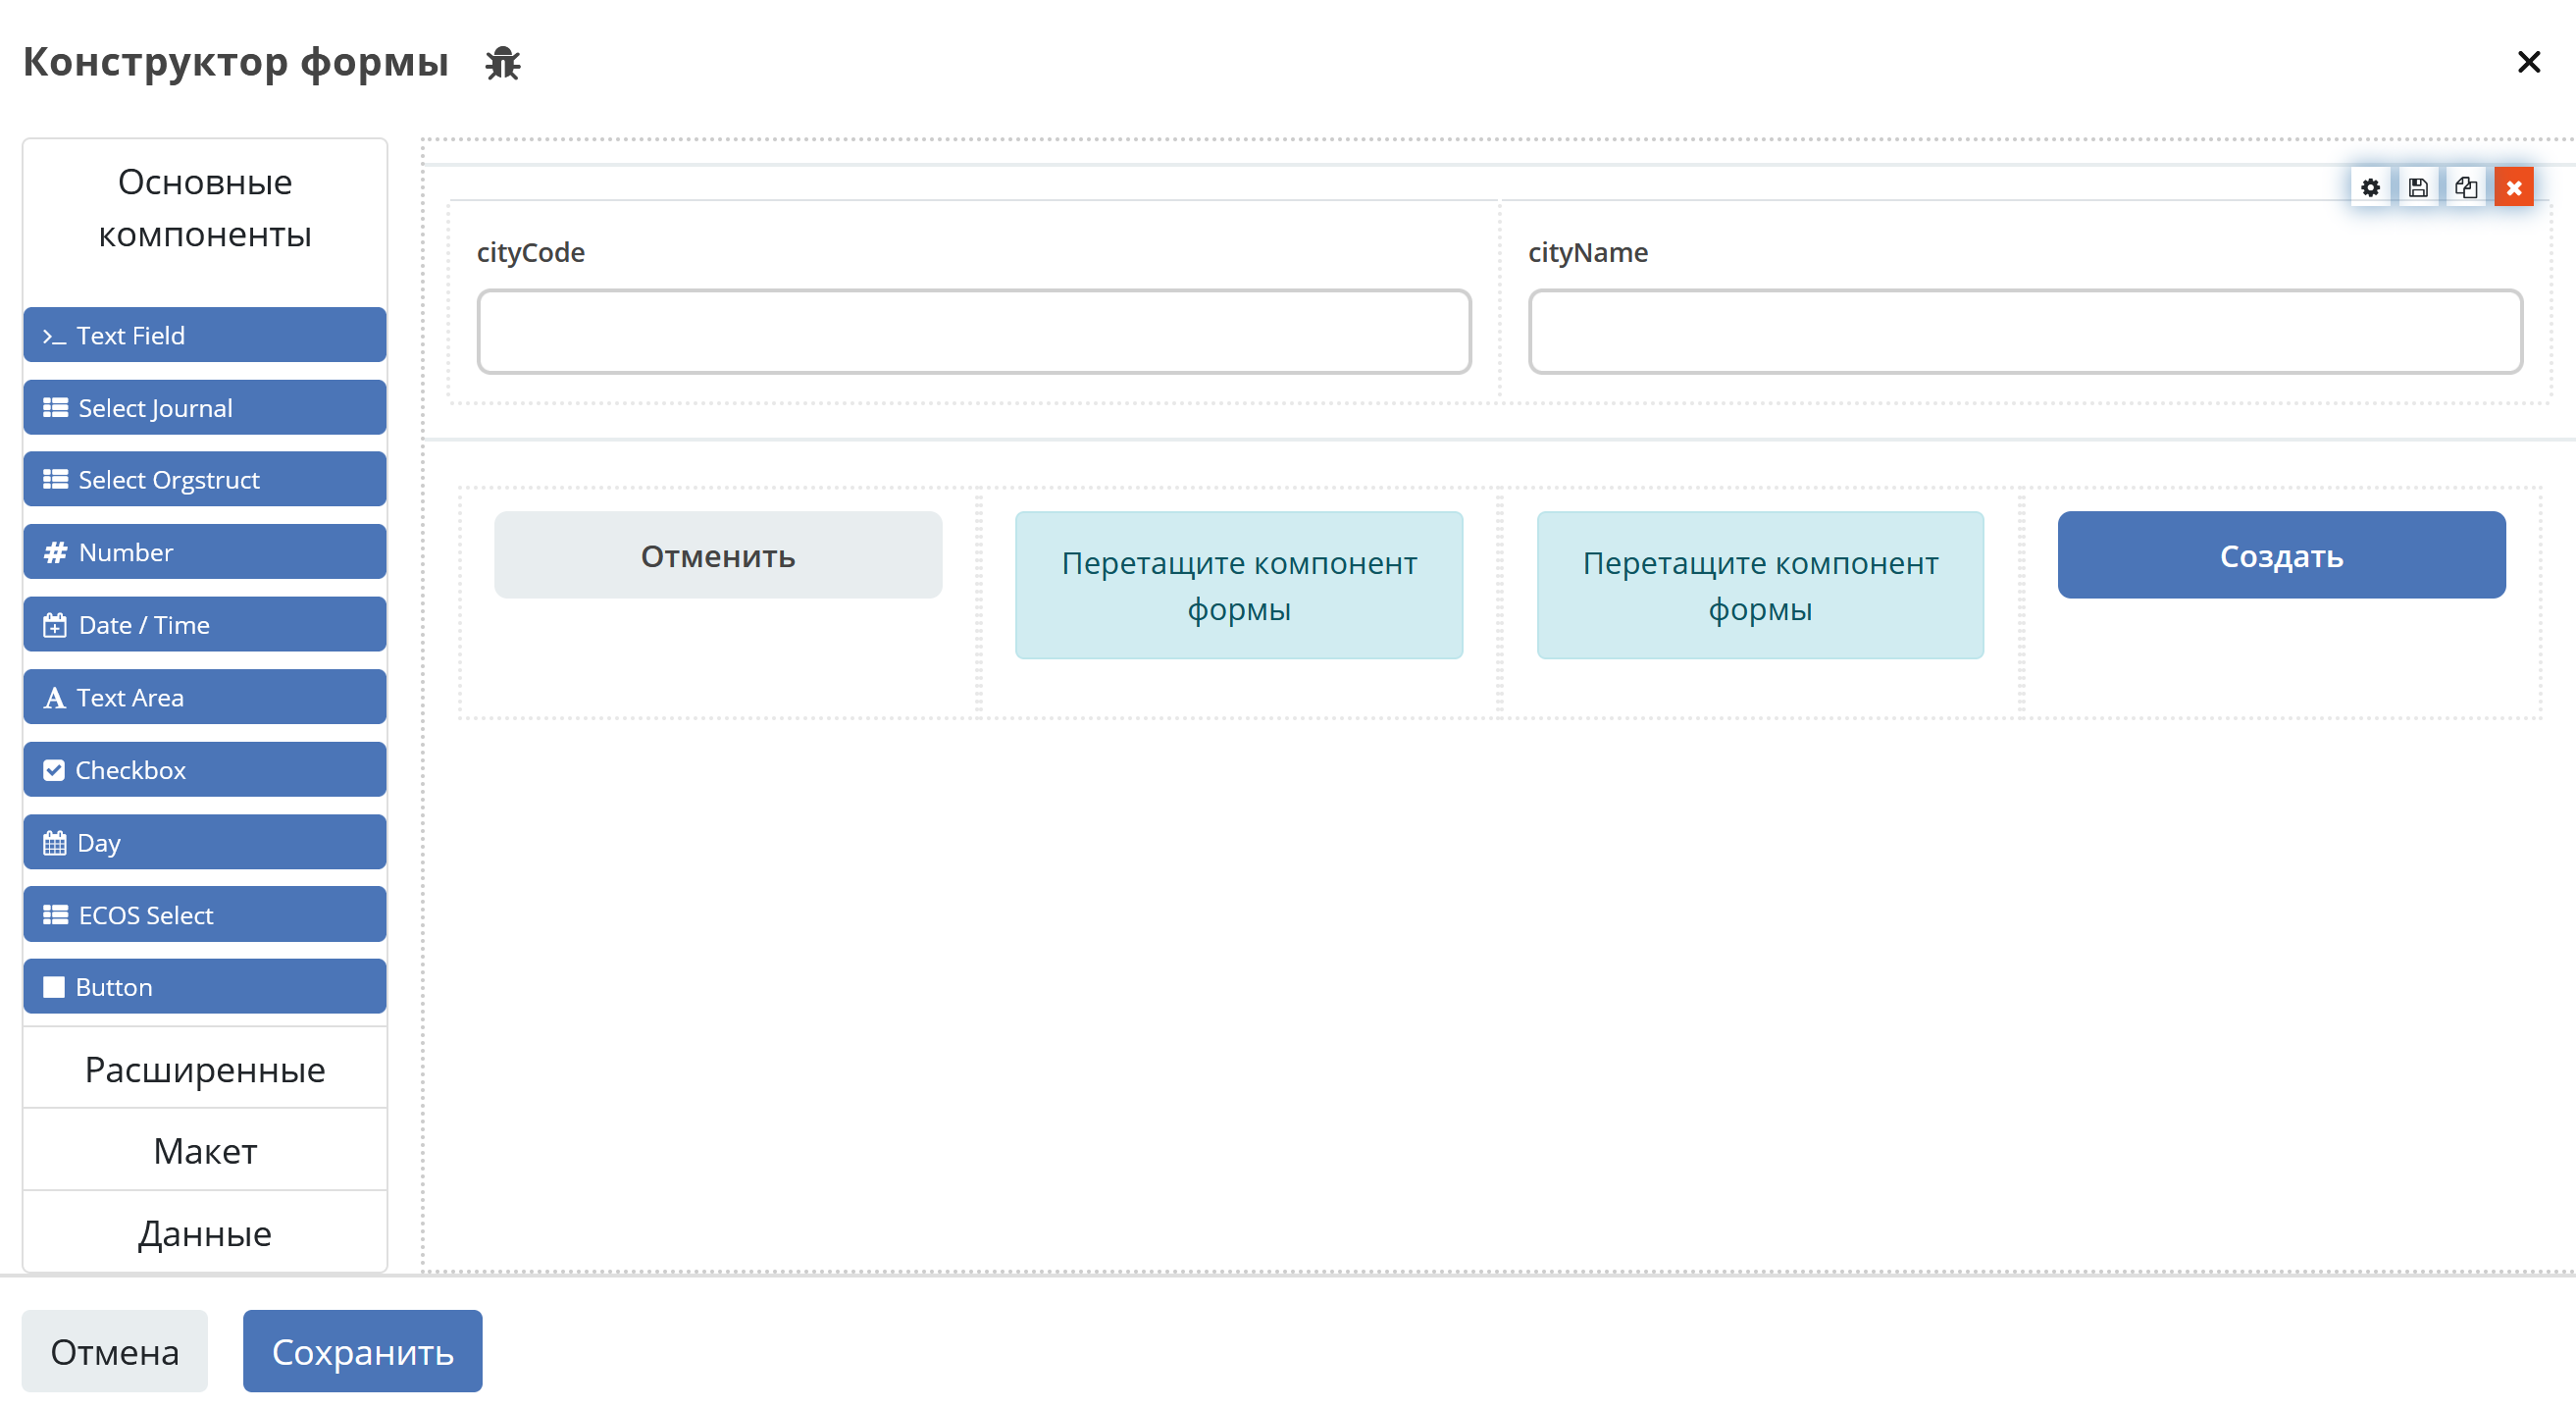 Конструктор формы
Основные
компоненты
Text Field
Select Journal
Select Orgstruct
Number
Date / Time
Text Area
Checkbox
Day
ECOS Select
Button
Расширенные
Макет
Данные
cityCode
cityName
Отменить
Перетащите компонент
формы
Перетащите компонент
формы
Создать
Отмена
Сохранить